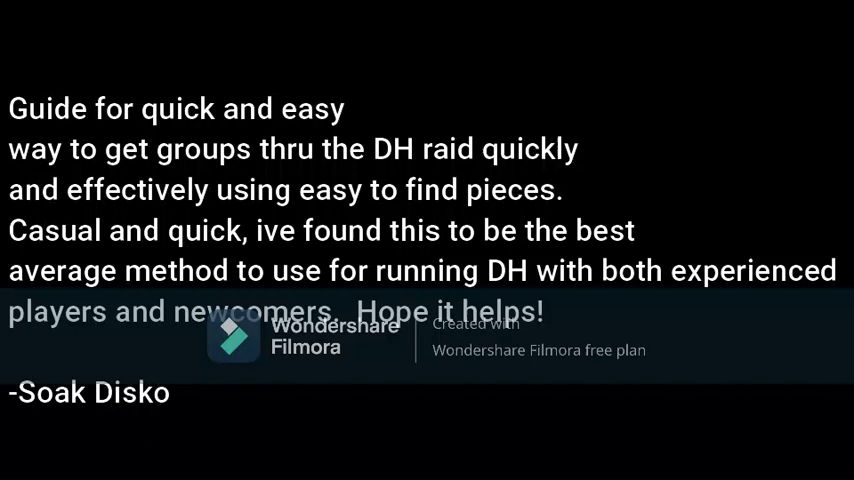 Guide for quick and easy
way to get groups thru the DH raid quickly
and effectively using easy to find pieces.
Casual and quick, ive found this to be the best
average method to use for running DH with both experienced
players and newcomers.  Hope it helps!
Wondershare
Filmora
Created with
Wondershare Filmora free plan
-Soak Disko